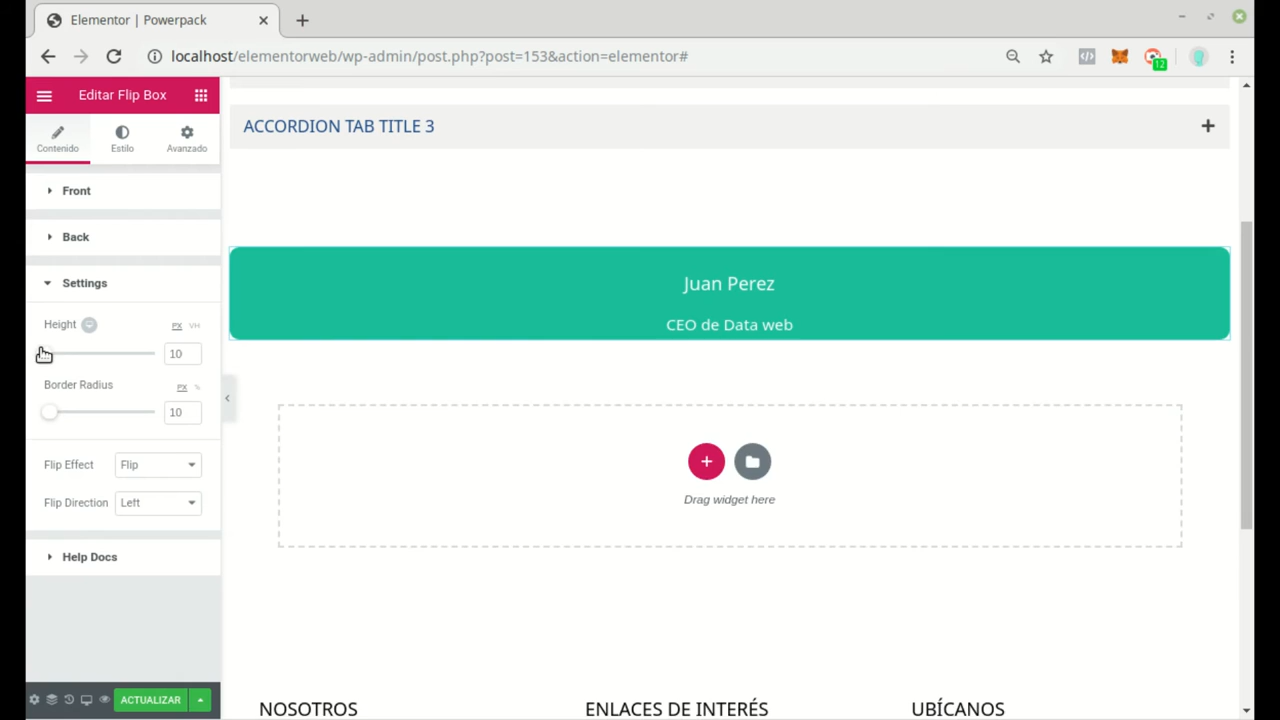 Elementor | Powerpack
localhost/elementorweb/wp-admin/post.php?post=153&action=elementor#
12
Editar Flip Box
Contenido
Estilo
Avanzado
Front
Back
Settings
Height
PX VH
10
Border Radius
PX %
10
Flip Effect
Flip
Flip Direction
Left
Help Docs
ACTUALIZAR
ACCORDION TAB TITLE 3
Juan Perez
CEO de Data web
Drag widget here
NOSOTROS
ENLACES DE INTERÉS
UBÍCANOS